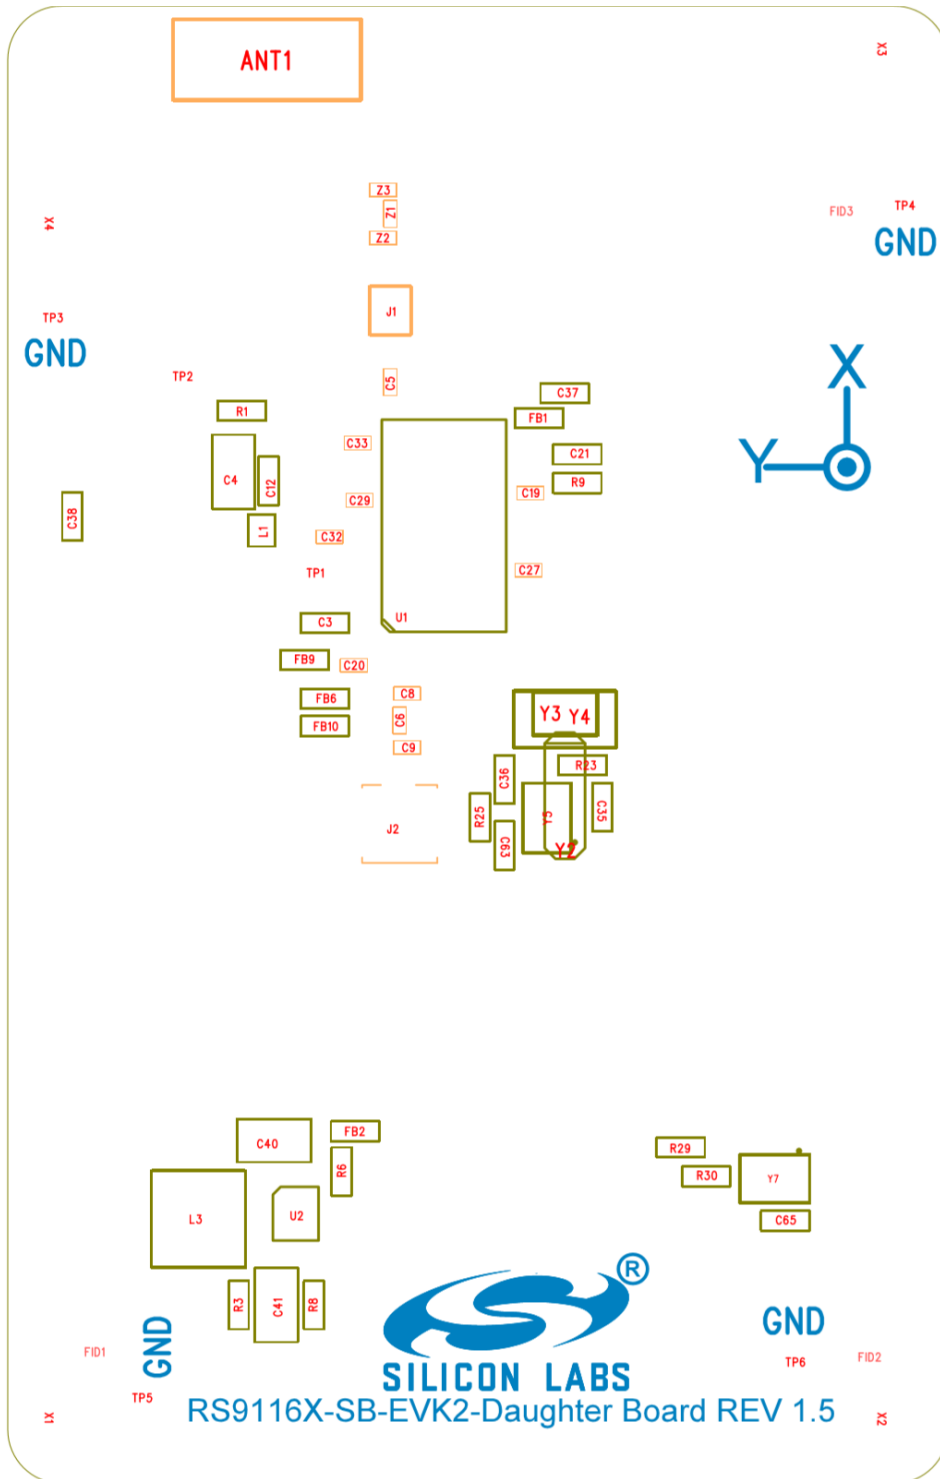 ANT1
X3
Z3
Z1
Z2
X4
FID3
TP4
GND
J1
TP3
GND
TP2
C5
X
Y
C37
R1
FB1
C33
C21
C4
C12
R9
C29
C19
C38
L1
C32
TP1
C27
U1
C3
FB9
C20
FB6
C8
FB10
C6
C9
Y3
Y4
R23
C36
R25
C35
Y5
J2
C63
Y2
C40
FB2
R6
R29
R30
Y7
L3
U2
C65
R3
C41
R8
®
GND
FID1
GND
TP6
FID2
SILICON LABS
TP5
RS9116X-SB-EVK2-Daughter Board REV 1.5
X1
X2